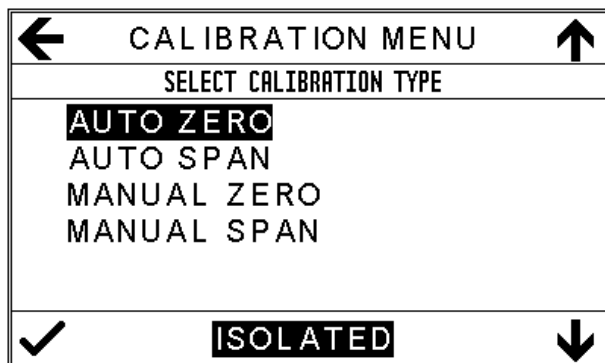 CALIBRATION MENU
SELECT CALIBRATION TYPE
AUTO ZERO
AUTO SPAN
MANUAL ZERO
MANUAL SPAN
ISOLATED